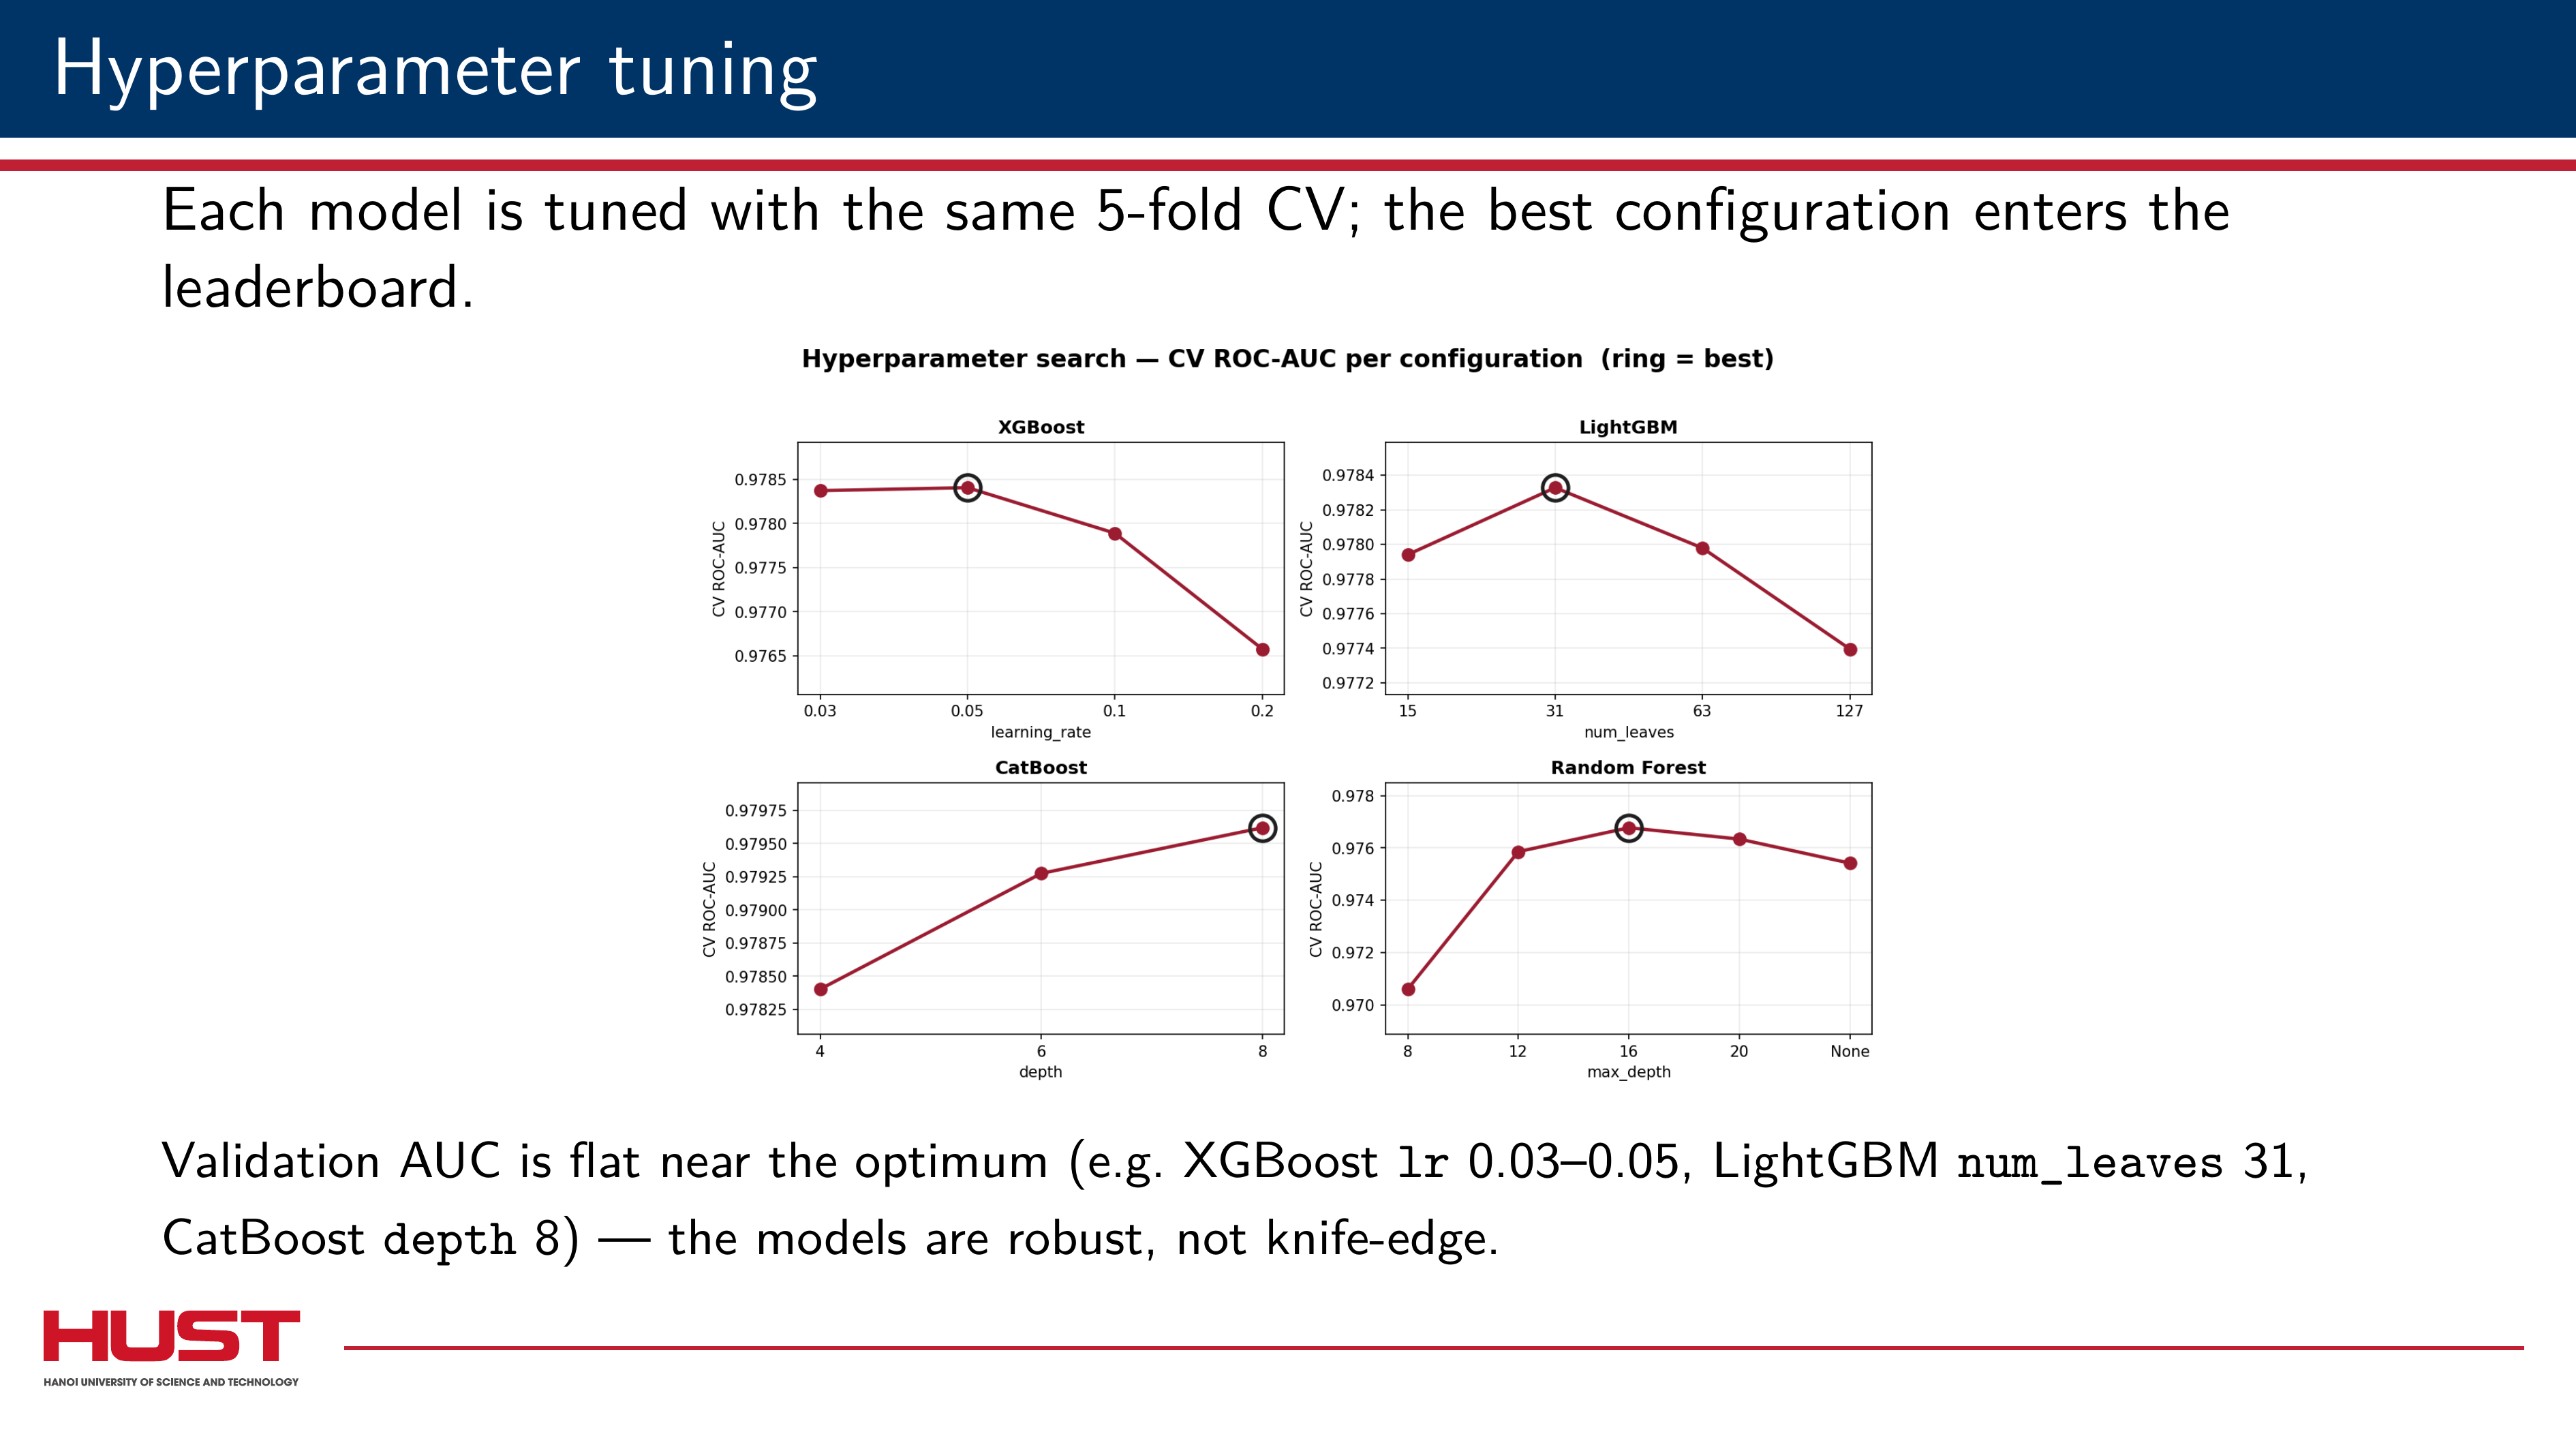 Hyperparameter tuning
Each model is tuned with the same 5-fold CV; the best configuration enters the
leaderboard.
Hyperparameter search — CV ROC-AUC per configuration (ring = best)
XGBoost
CV ROC-AUC
0.9785
0.9780
0.9775
0.9770
0.9765
0.03 0.05 0.1 0.2
learning_rate
LightGBM
CV ROC-AUC
0.9784
0.9782
0.9780
0.9778
0.9776
0.9774
0.9772
15 31 63 127
num_leaves
CatBoost
CV ROC-AUC
0.97975
0.97950
0.97925
0.97900
0.97875
0.97850
0.97825
4 6 8
depth
Random Forest
CV ROC-AUC
0.978
0.976
0.974
0.972
0.970
8 12 16 20 None
max_depth
Validation AUC is flat near the optimum (e.g. XGBoost lr 0.03–0.05, LightGBM num_leaves 31,
CatBoost depth 8) — the models are robust, not knife-edge.
HUST
HANOI UNIVERSITY OF SCIENCE AND TECHNOLOGY